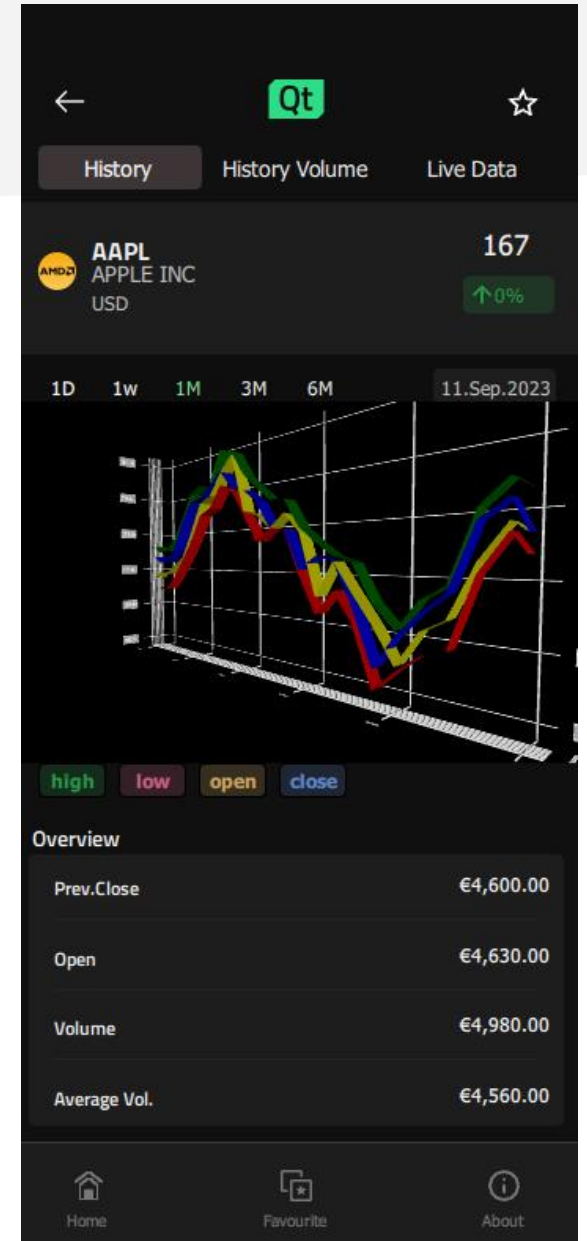 Qt
History History Volume Live Data
AAPL 167
AMD
APPLE INC
USD ↑0%
1D 1w 1M 3M 6M 11.Sep.2023
high low open close
Overview
Prev.Close €4,600.00
Open €4,630.00
Volume €4,980.00
Average Vol. €4,560.00
Home Favourite About